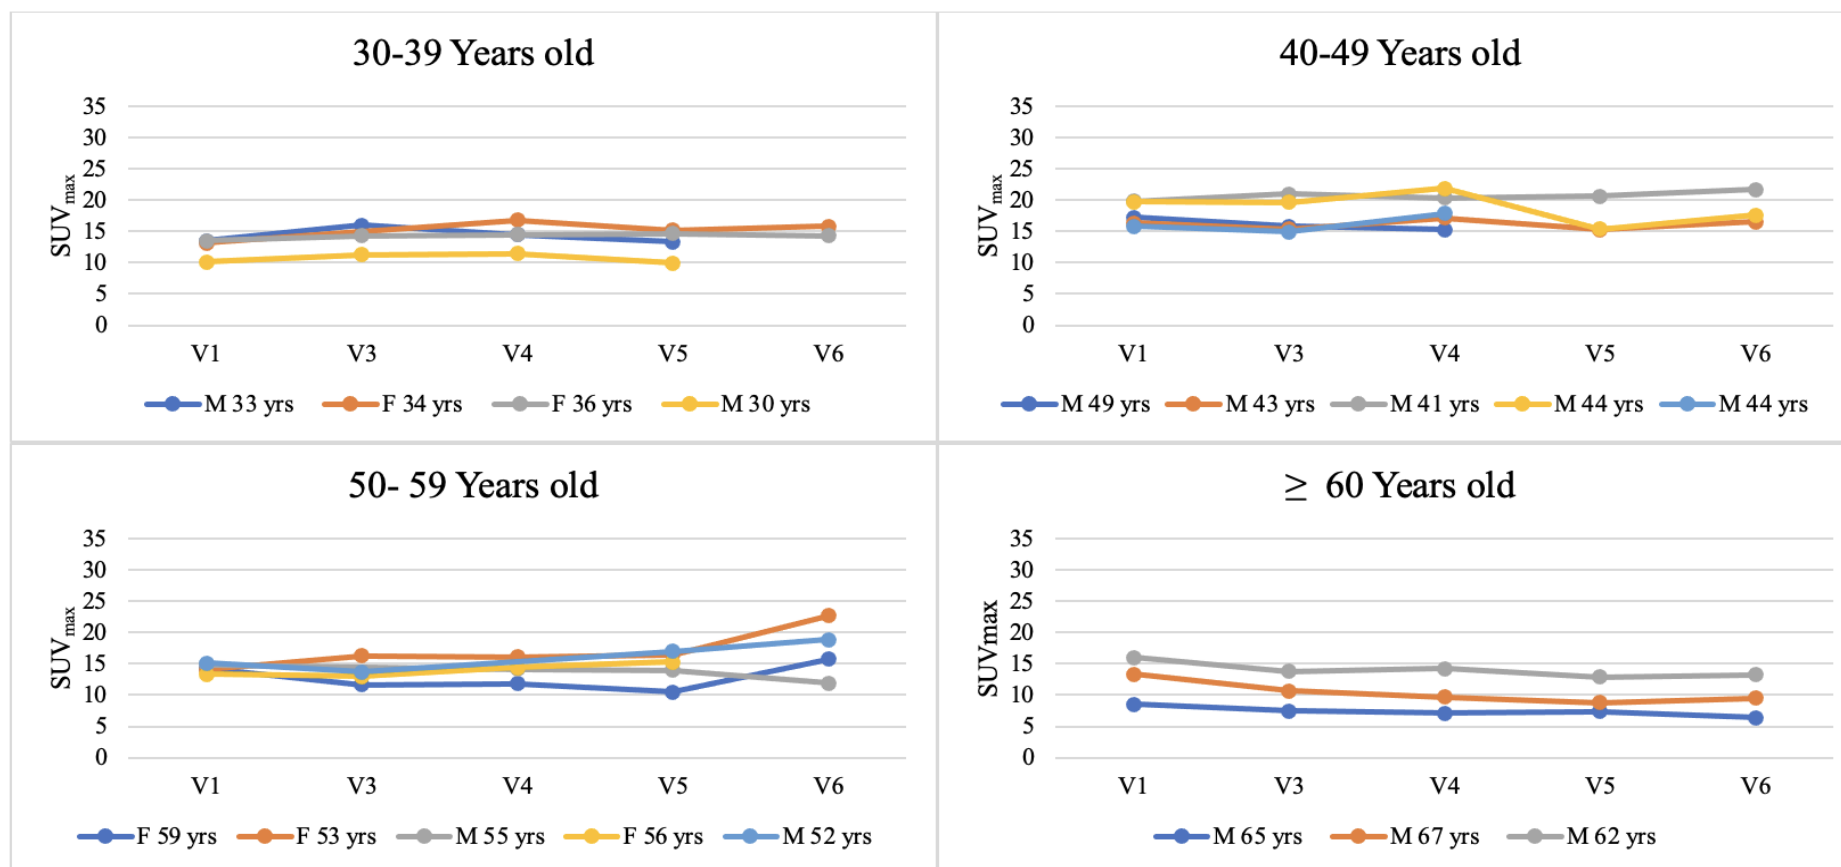 30-39 Years old
35
30
25
20
15
10
5
0
SUVmax
V1 V3 V4 V5 V6
M 33 yrs F 34 yrs F 36 yrs M 30 yrs
40-49 Years old
35
30
25
20
15
10
5
0
SUVmax
V1 V3 V4 V5 V6
M 49 yrs M 43 yrs M 41 yrs M 44 yrs M 44 yrs
50- 59 Years old
35
30
25
20
15
10
5
0
SUVmax
V1 V3 V4 V5 V6
F 59 yrs F 53 yrs M 55 yrs F 56 yrs M 52 yrs
≥ 60 Years old
35
30
25
20
15
10
5
0
SUVmax
V1 V3 V4 V5 V6
M 65 yrs M 67 yrs M 62 yrs